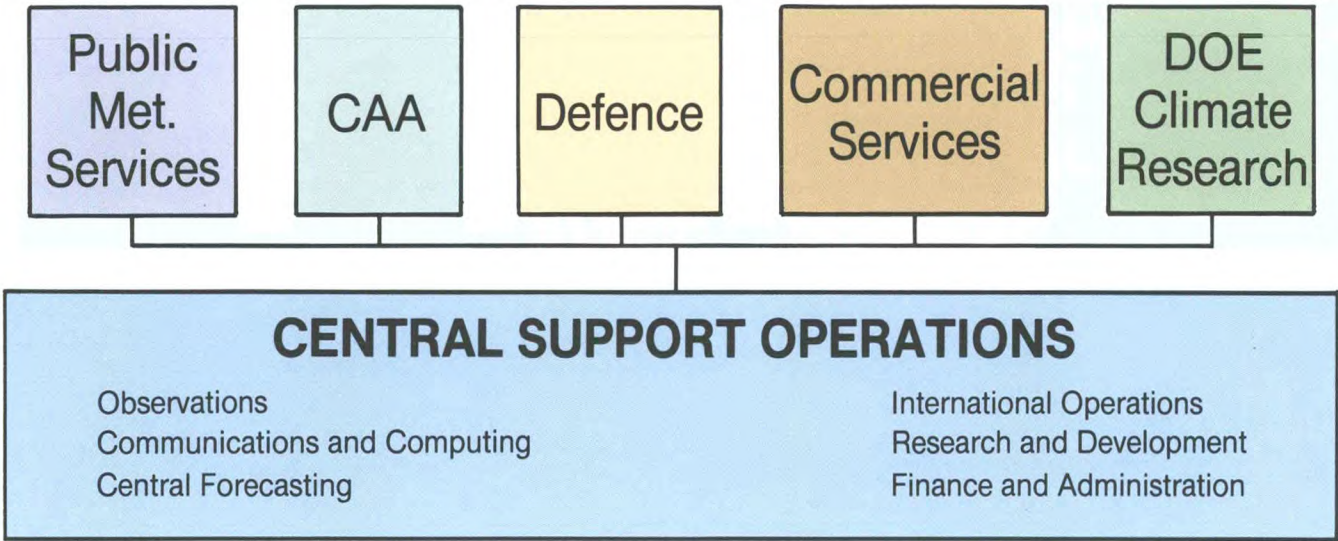 Public
Met.
Services
CAA
Defence
Commercial
Services
DOE
Climate
Research
CENTRAL SUPPORT OPERATIONS
Observations
Communications and Computing
Central Forecasting
International Operations
Research and Development
Finance and Administration